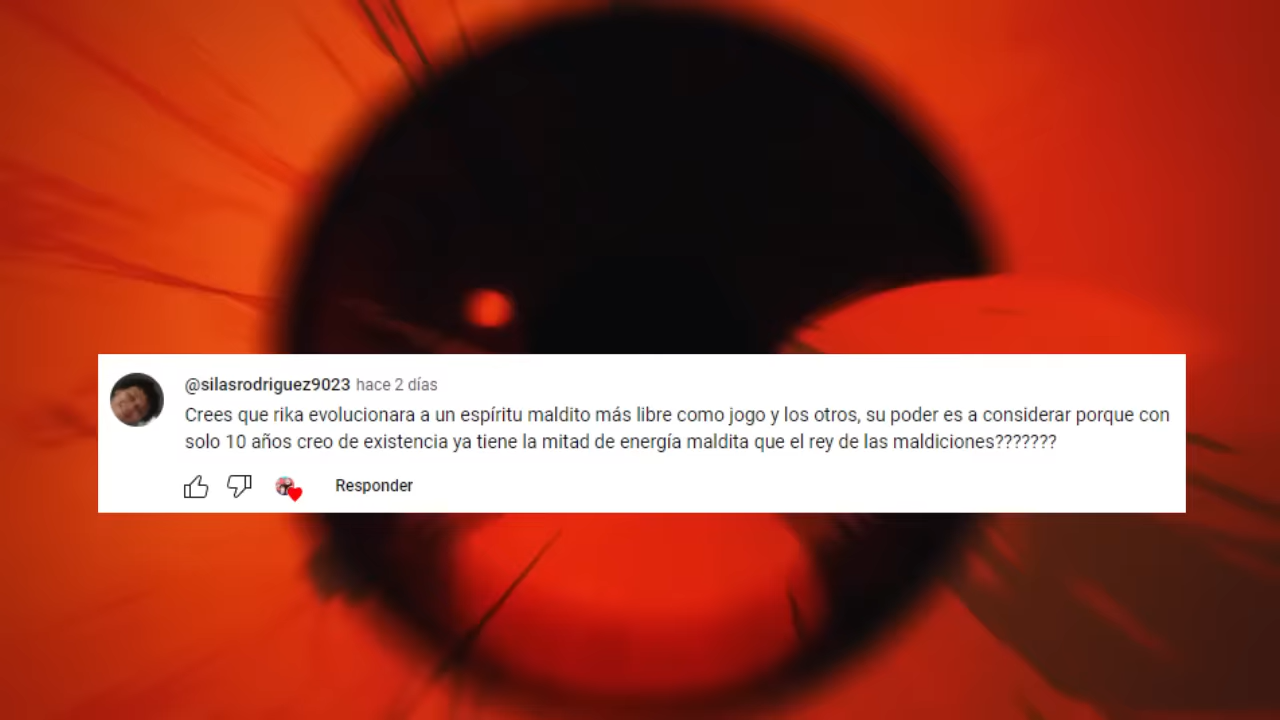 @silasrodriguez9023 hace 2 días
Crees que rika evolucionara a un espíritu maldito más libre como jogo y los otros, su poder es a considerar porque con
solo 10 años creo de existencia ya tiene la mitad de energía maldita que el rey de las maldiciones???????
Responder